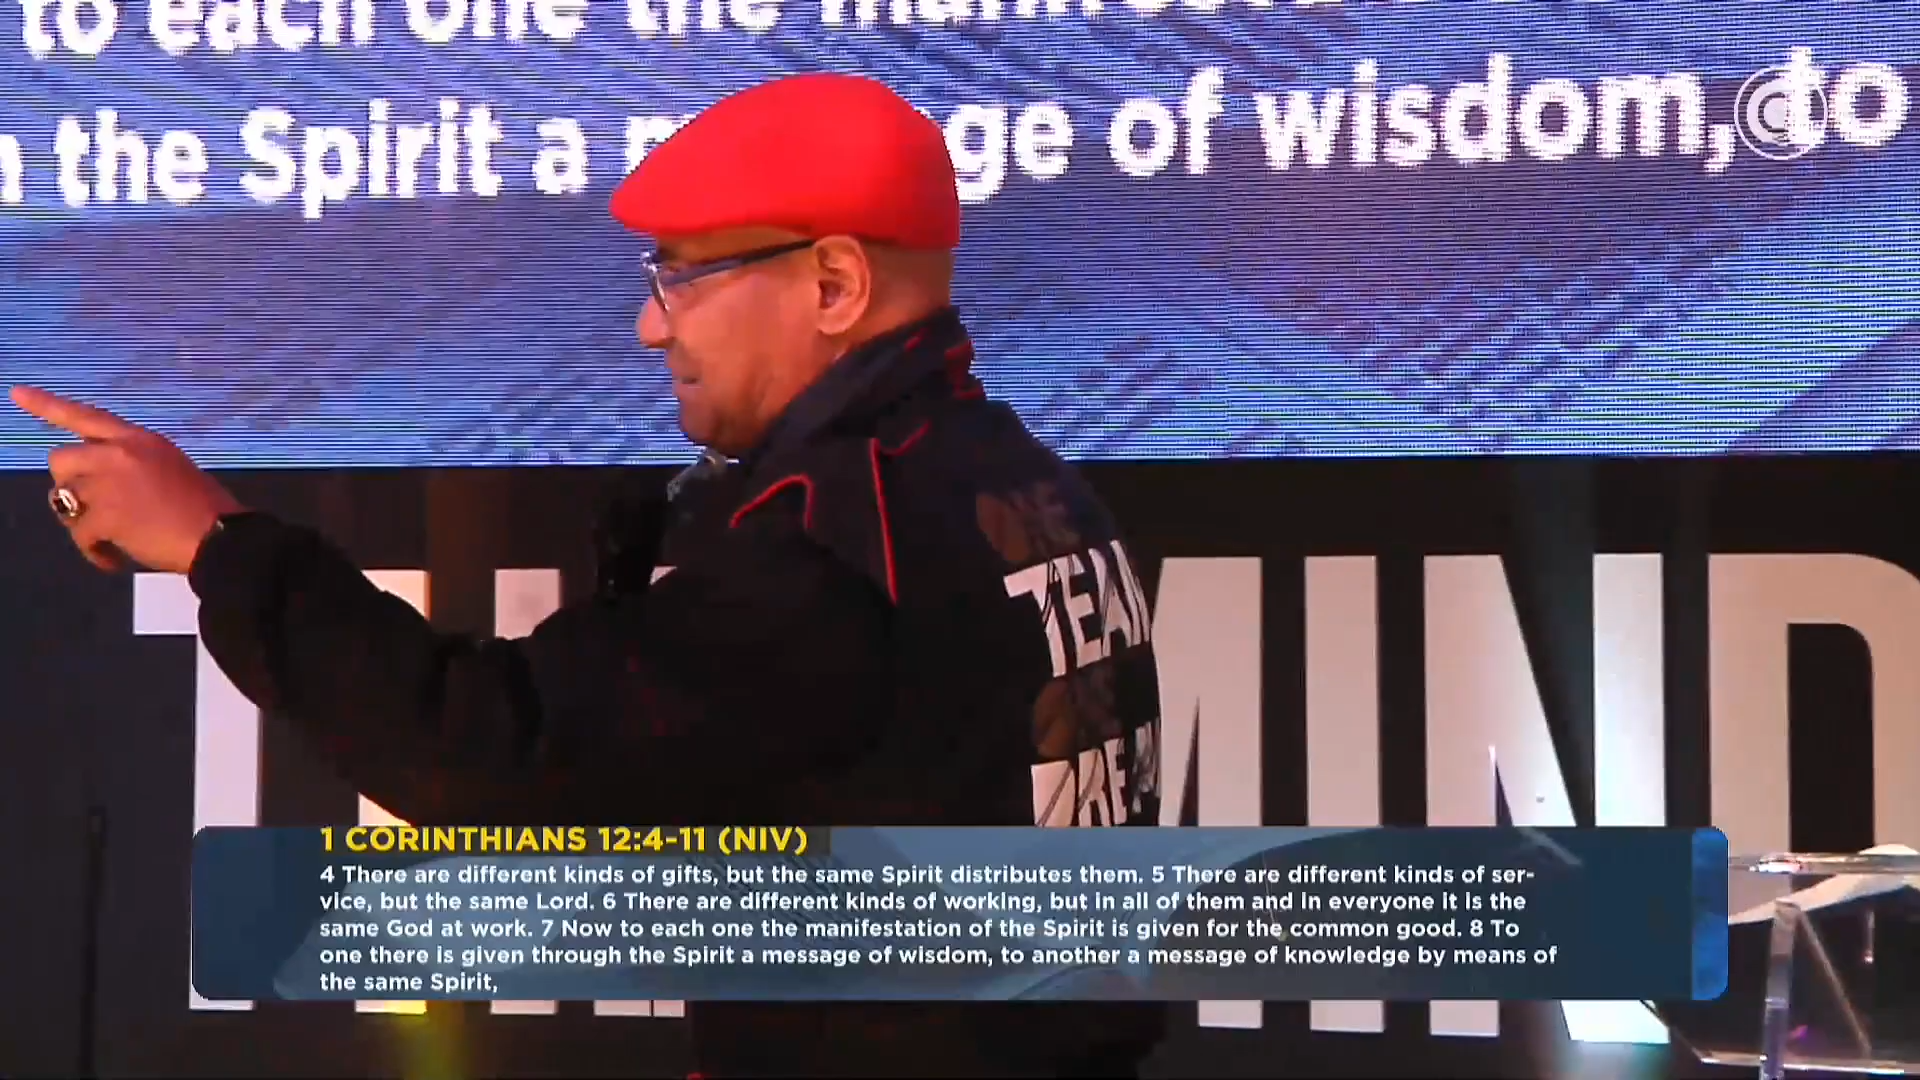 to each one the
the Spirit a
of wisdom, to
TEAM
MIND
1 CORINTHIANS 12:4-11 (NIV)
4 There are different kinds of gifts, but the same Spirit distributes them. 5 There are different kinds of ser-
vice, but the same Lord. 6 There are different kinds of working, but in all of them and in everyone it is the
same God at work. 7 Now to each one the manifestation of the Spirit is given for the common good. 8 To
one there is given through the Spirit a message of wisdom, to another a message of knowledge by means of
the same Spirit,